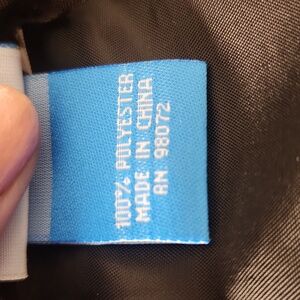 100% POLYESTER
MADE IN CHINA
RN 98072